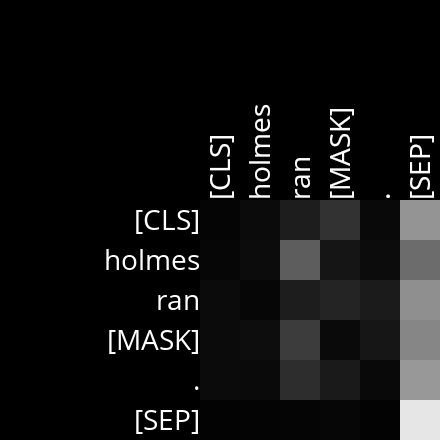 [CLS]
holmes
ran
[MASK]
.
[SEP]
[CLS]
holmes
ran
[MASK]
.
[SEP]